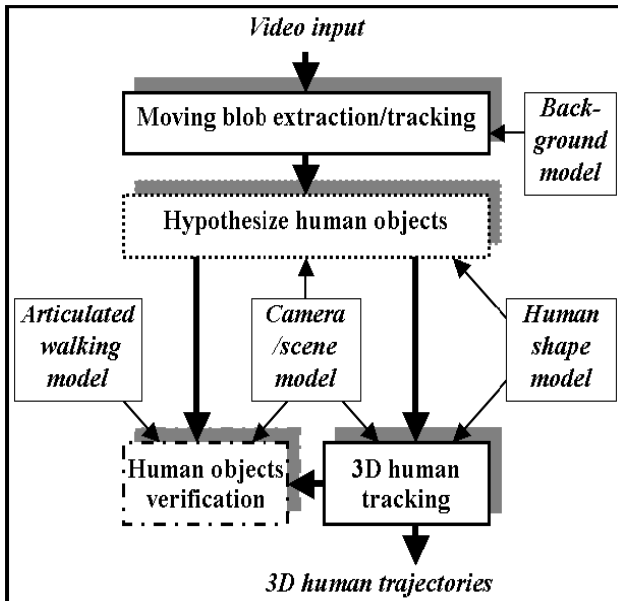 Video input
Moving blob extraction/tracking
Back-
ground
model
Hypothesize human objects
Articulated
walking
model
Camera
/scene
model
Human
shape
model
Human objects
verification
3D human
tracking
3D human trajectories